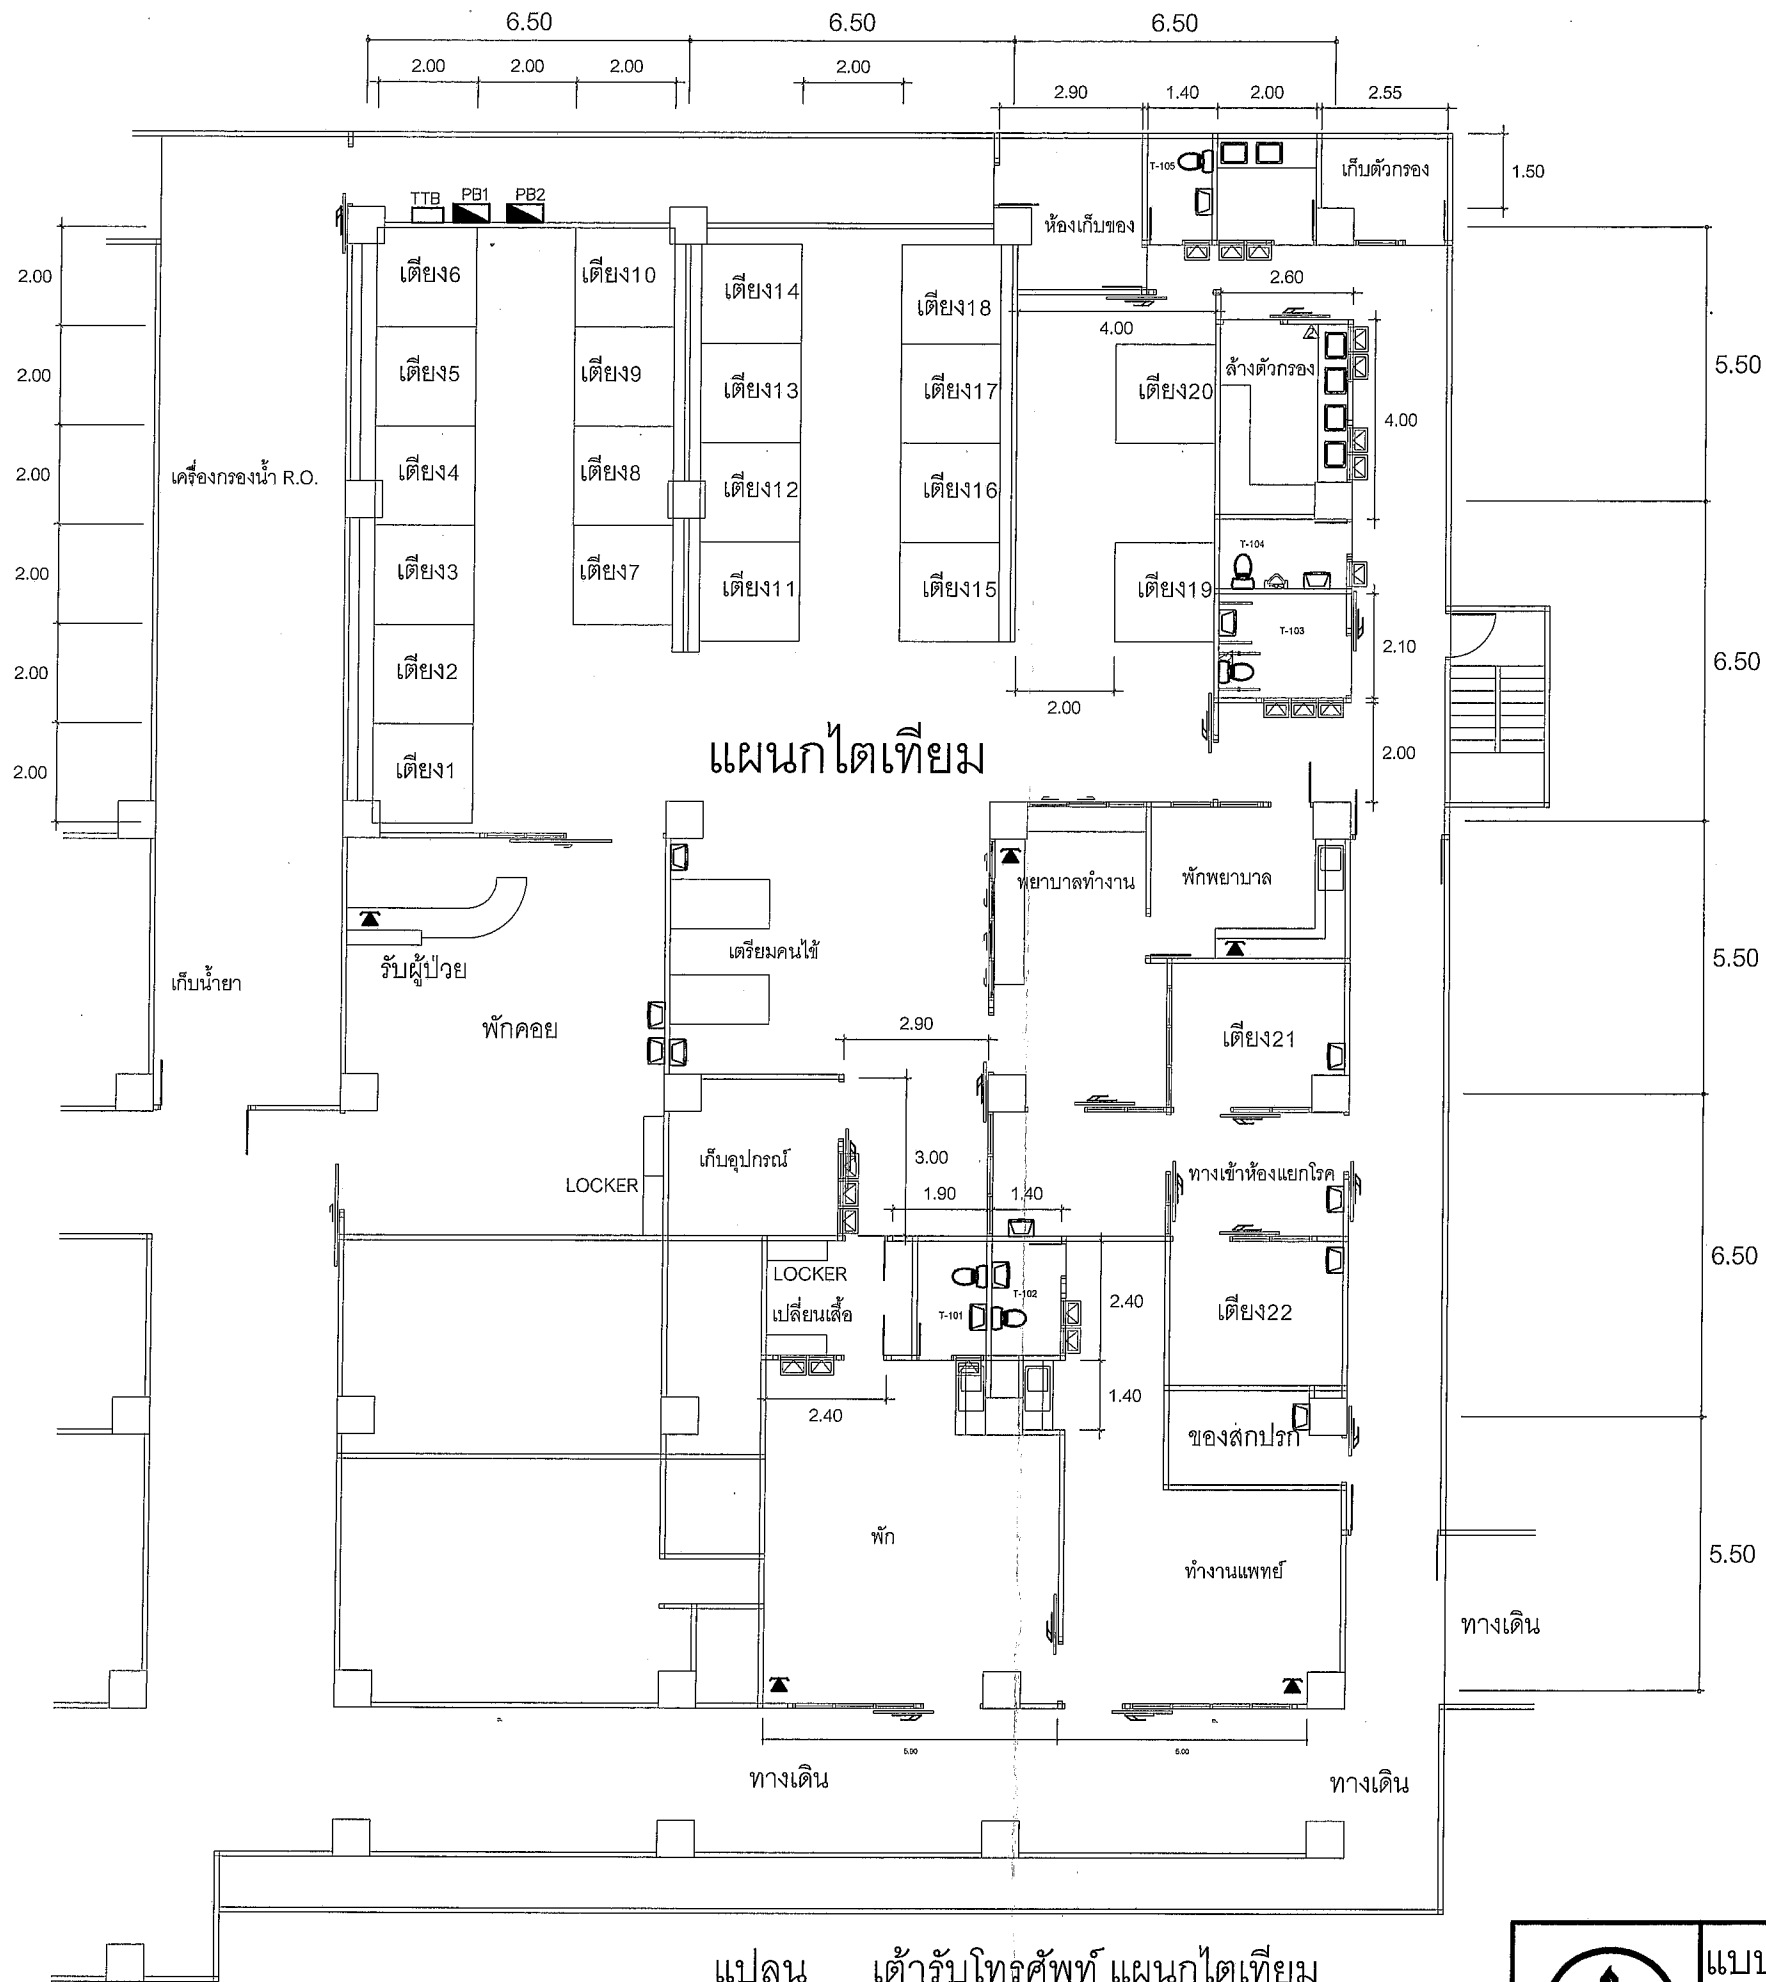 6.50 6.50 6.50
2.00 2.00 2.00 2.00
2.90 1.40 2.00 2.55
1.50
T-105
เก็บตัวกรอง
TTB PB1 PB2
ห้องเก็บของ
2.00
2.00
2.00
2.00
2.00
2.00
เครื่องกรองน้ำ R.O.
เตียง6
เตียง5
เตียง4
เตียง3
เตียง2
เตียง1
เตียง10
เตียง9
เตียง8
เตียง7
เตียง14
เตียง13
เตียง12
เตียง11
เตียง18
เตียง17
เตียง16
เตียง15
2.60
4.00
เตียง20
เตียง19
2
ล้างตัวกรอง
4.00
T-104
T-103
2.10
2.00
2.00
5.50
6.50
5.50
6.50
5.50
แผนกไตเทียม
พยาบาลทำงาน
พักพยาบาล
เตรียมคนไข้
รับผู้ป่วย
เก็บน้ำยา
พักคอย
เตียง21
2.90
เก็บอุปกรณ์
3.00
LOCKER
1.90 1.40
ทางเข้าห้องแยกโรค
LOCKER
เปลี่ยนเสื้อ
T-102
T-101
2.40
เตียง22
1.40
2.40
ของสกปรก
พัก
ทำงานแพทย์
ทางเดิน
5.90
ทางเดิน
ทางเดิน
แปลน เต้ารับโทรศัพท์ แผนกไตเทียม